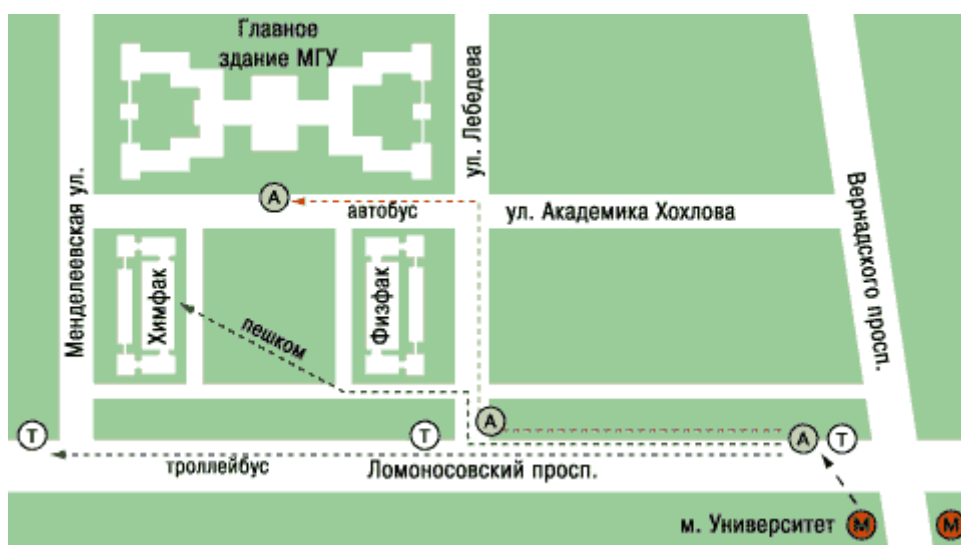 Главное
здание МГУ
ул. Лебедева
Менделеевская ул.
Вернадского просп.
А
автобус
ул. Академика Хохлова
Химфак
Физфак
пешком
А
Т
Т
А
Т
троллейбус
Ломоносовский просп.
м. Университет
М
М